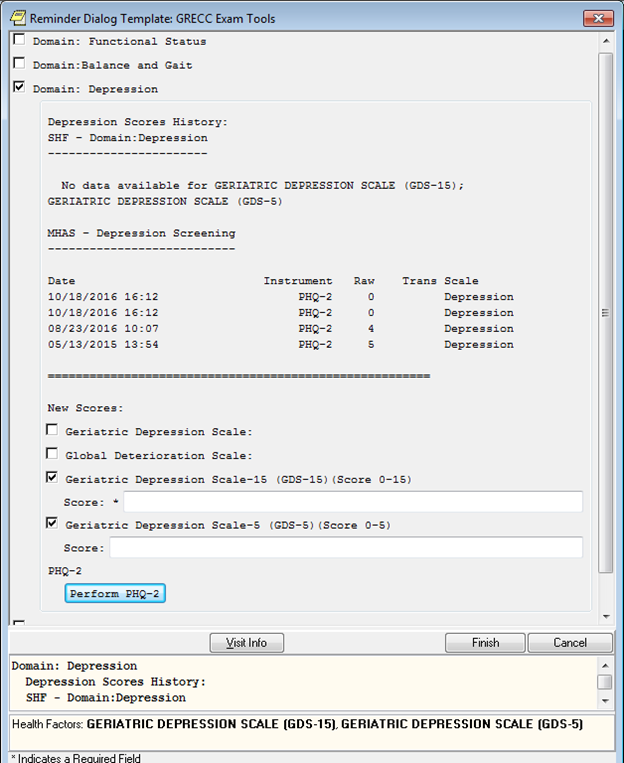 Reminder Dialog Template: GRECC Exam Tools
Domain: Functional Status
Domain:Balance and Gait
Domain: Depression
Depression Scores History:
SHF - Domain:Depression
-----------------------
No data available for GERIATRIC DEPRESSION SCALE (GDS-15);
GERIATRIC DEPRESSION SCALE (GDS-5)
MHAS - Depression Screening
---------------------------
Date Instrument Raw Trans Scale
10/18/2016 16:12 PHQ-2 0 Depression
10/18/2016 16:12 PHQ-2 0 Depression
08/23/2016 10:07 PHQ-2 4 Depression
05/13/2015 13:54 PHQ-2 5 Depression
=======================================================
New Scores:
Geriatric Depression Scale:
Global Deterioration Scale:
Geriatric Depression Scale-15 (GDS-15)(Score 0-15)
Score: *
Geriatric Depression Scale-5 (GDS-5)(Score 0-5)
Score:
PHQ-2
Perform PHQ-2
Visit Info Finish Cancel
Domain: Depression
Depression Scores History:
SHF - Domain:Depression
Health Factors: GERIATRIC DEPRESSION SCALE (GDS-15), GERIATRIC DEPRESSION SCALE (GDS-5)
* Indicates a Required Field